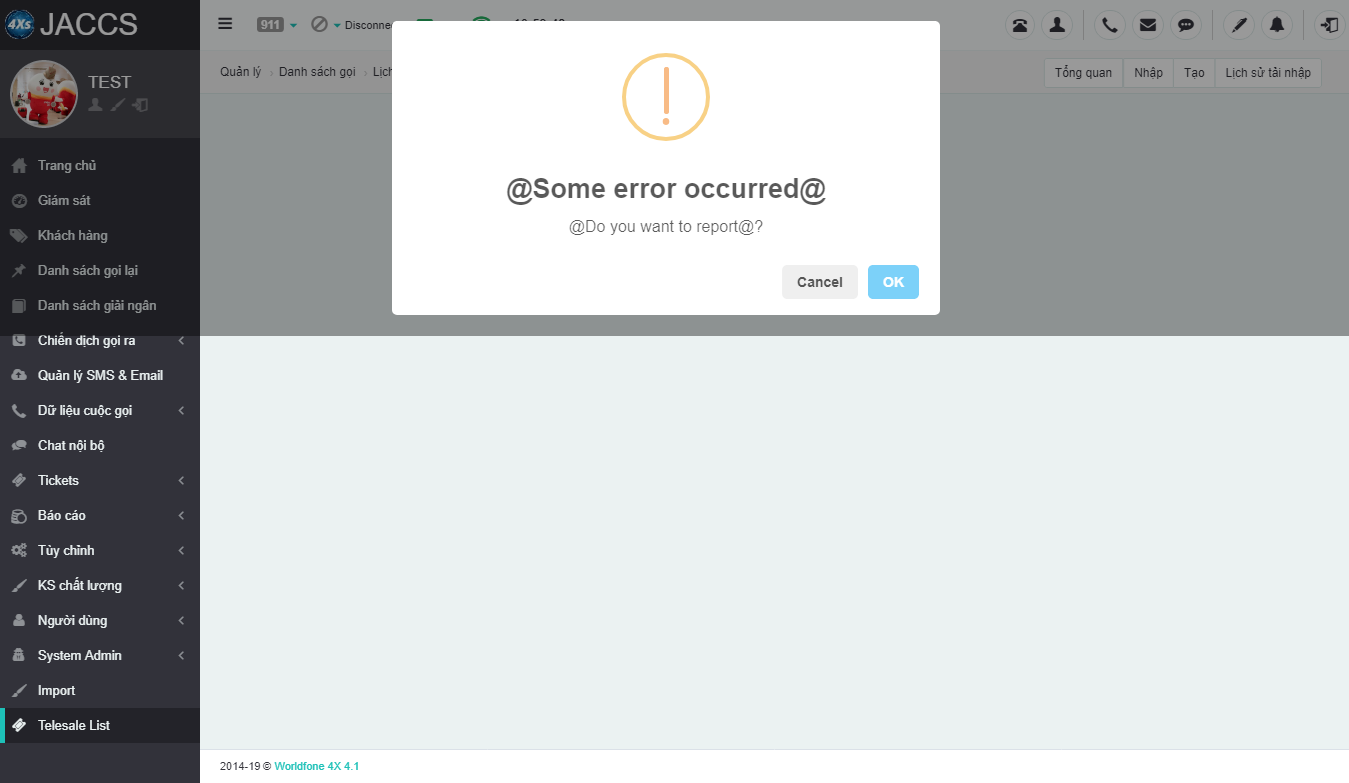 4Xs JACCS
911
Disconne
TEST
Quản lý › Danh sách gọi › Lịch
Tổng quan
Nhập
Tạo
Lịch sử tải nhập
@Some error occurred@
@Do you want to report@?
Cancel
OK
Trang chủ
Giám sát
Khách hàng
Danh sách gọi lại
Danh sách giải ngân
Chiến dịch gọi ra
Quản lý SMS & Email
Dữ liệu cuộc gọi
Chat nội bộ
Tickets
Báo cáo
Tùy chỉnh
KS chất lượng
Người dùng
System Admin
Import
Telesale List
2014-19 © Worldfone 4X 4.1